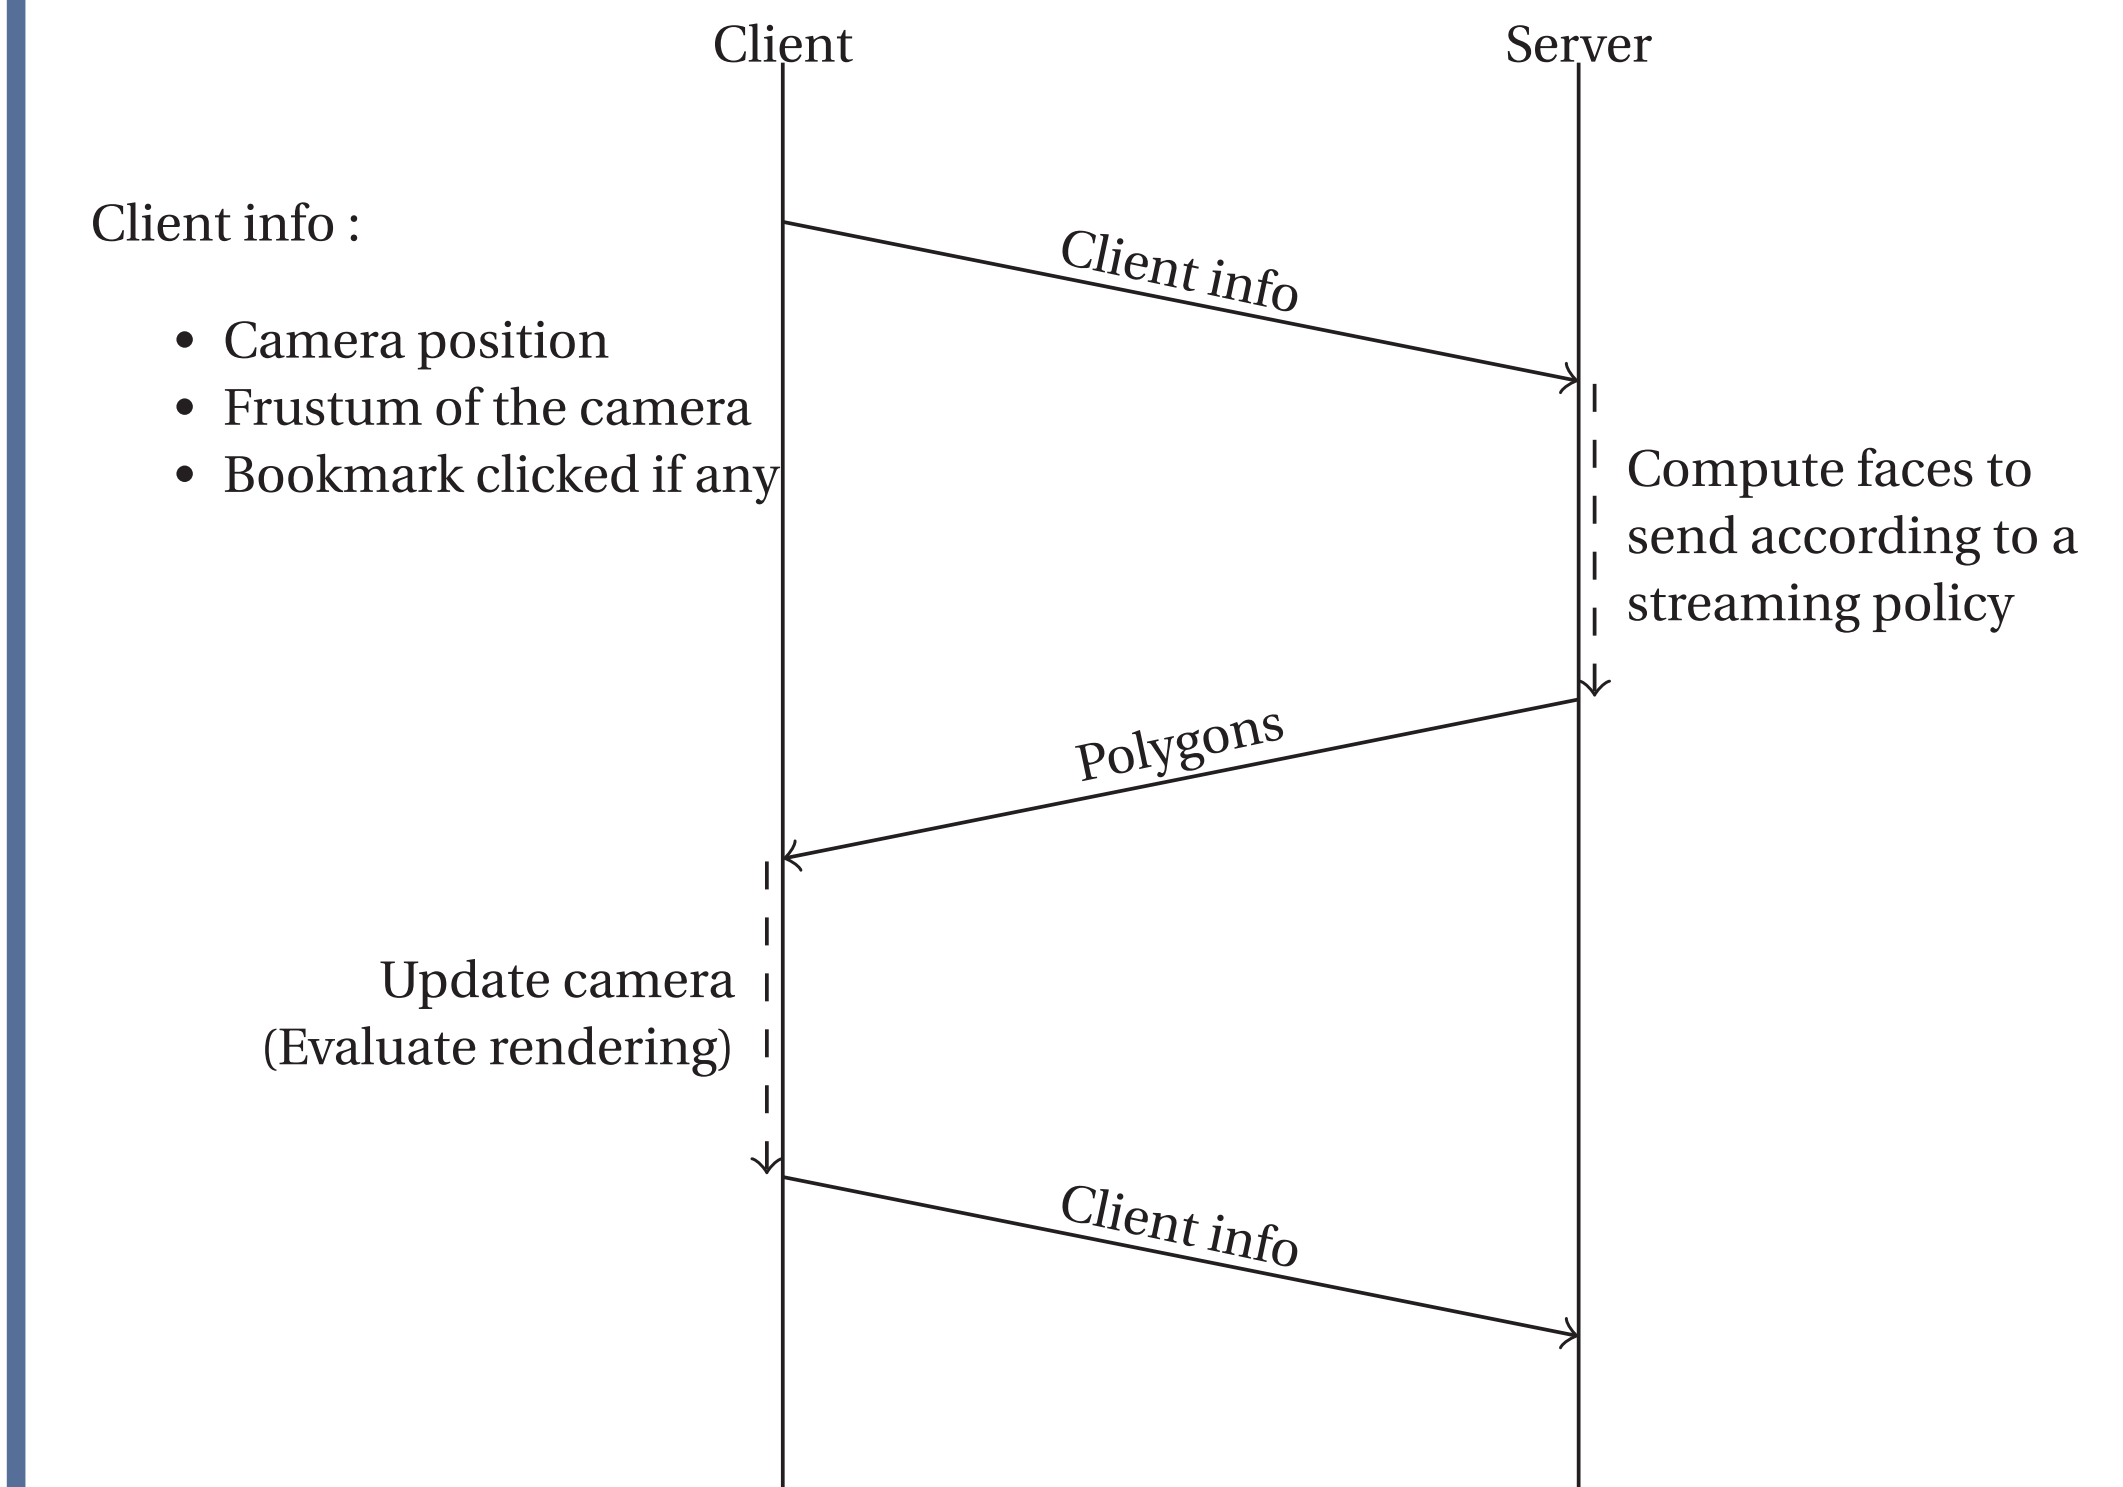 Client
Server
Client info :
• Camera position
• Frustum of the camera
• Bookmark clicked if any
Client info
Compute faces to
send according to a
streaming policy
Polygons
Update camera
(Evaluate rendering)
Client info